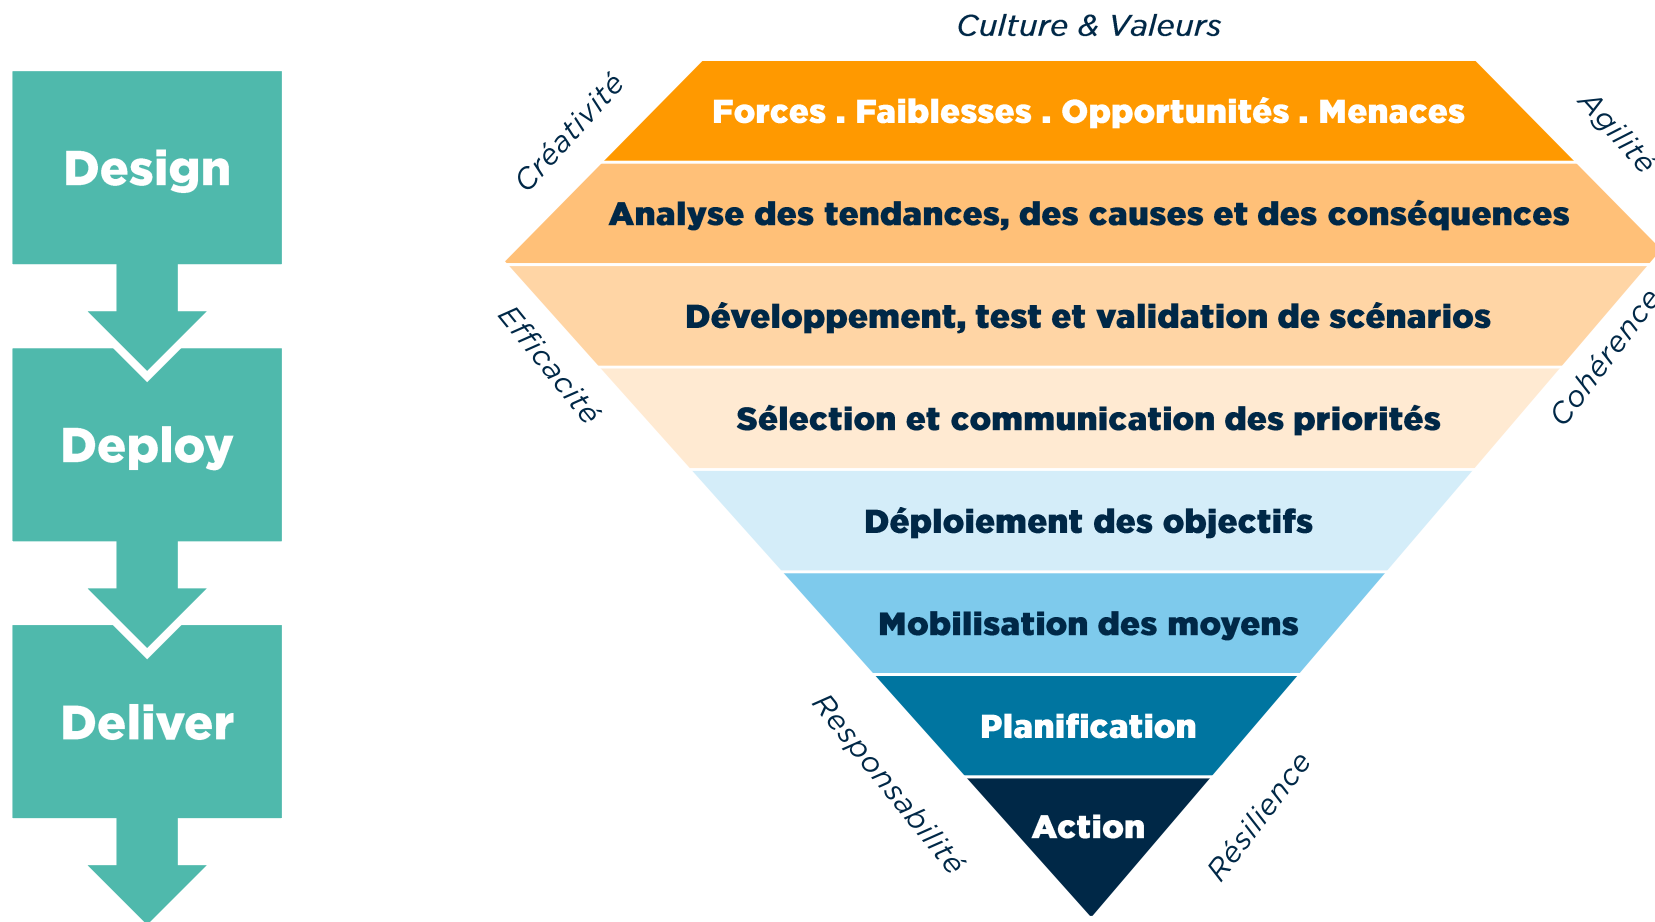 Culture & Valeurs
Créativité
Agilité
Design
Forces . Faiblesses . Opportunités . Menaces
Analyse des tendances, des causes et des conséquences
Efficacité
Cohérence
Développement, test et validation de scénarios
Deploy
Sélection et communication des priorités
Déploiement des objectifs
Mobilisation des moyens
Deliver
Responsabilité
Résilience
Planification
Action